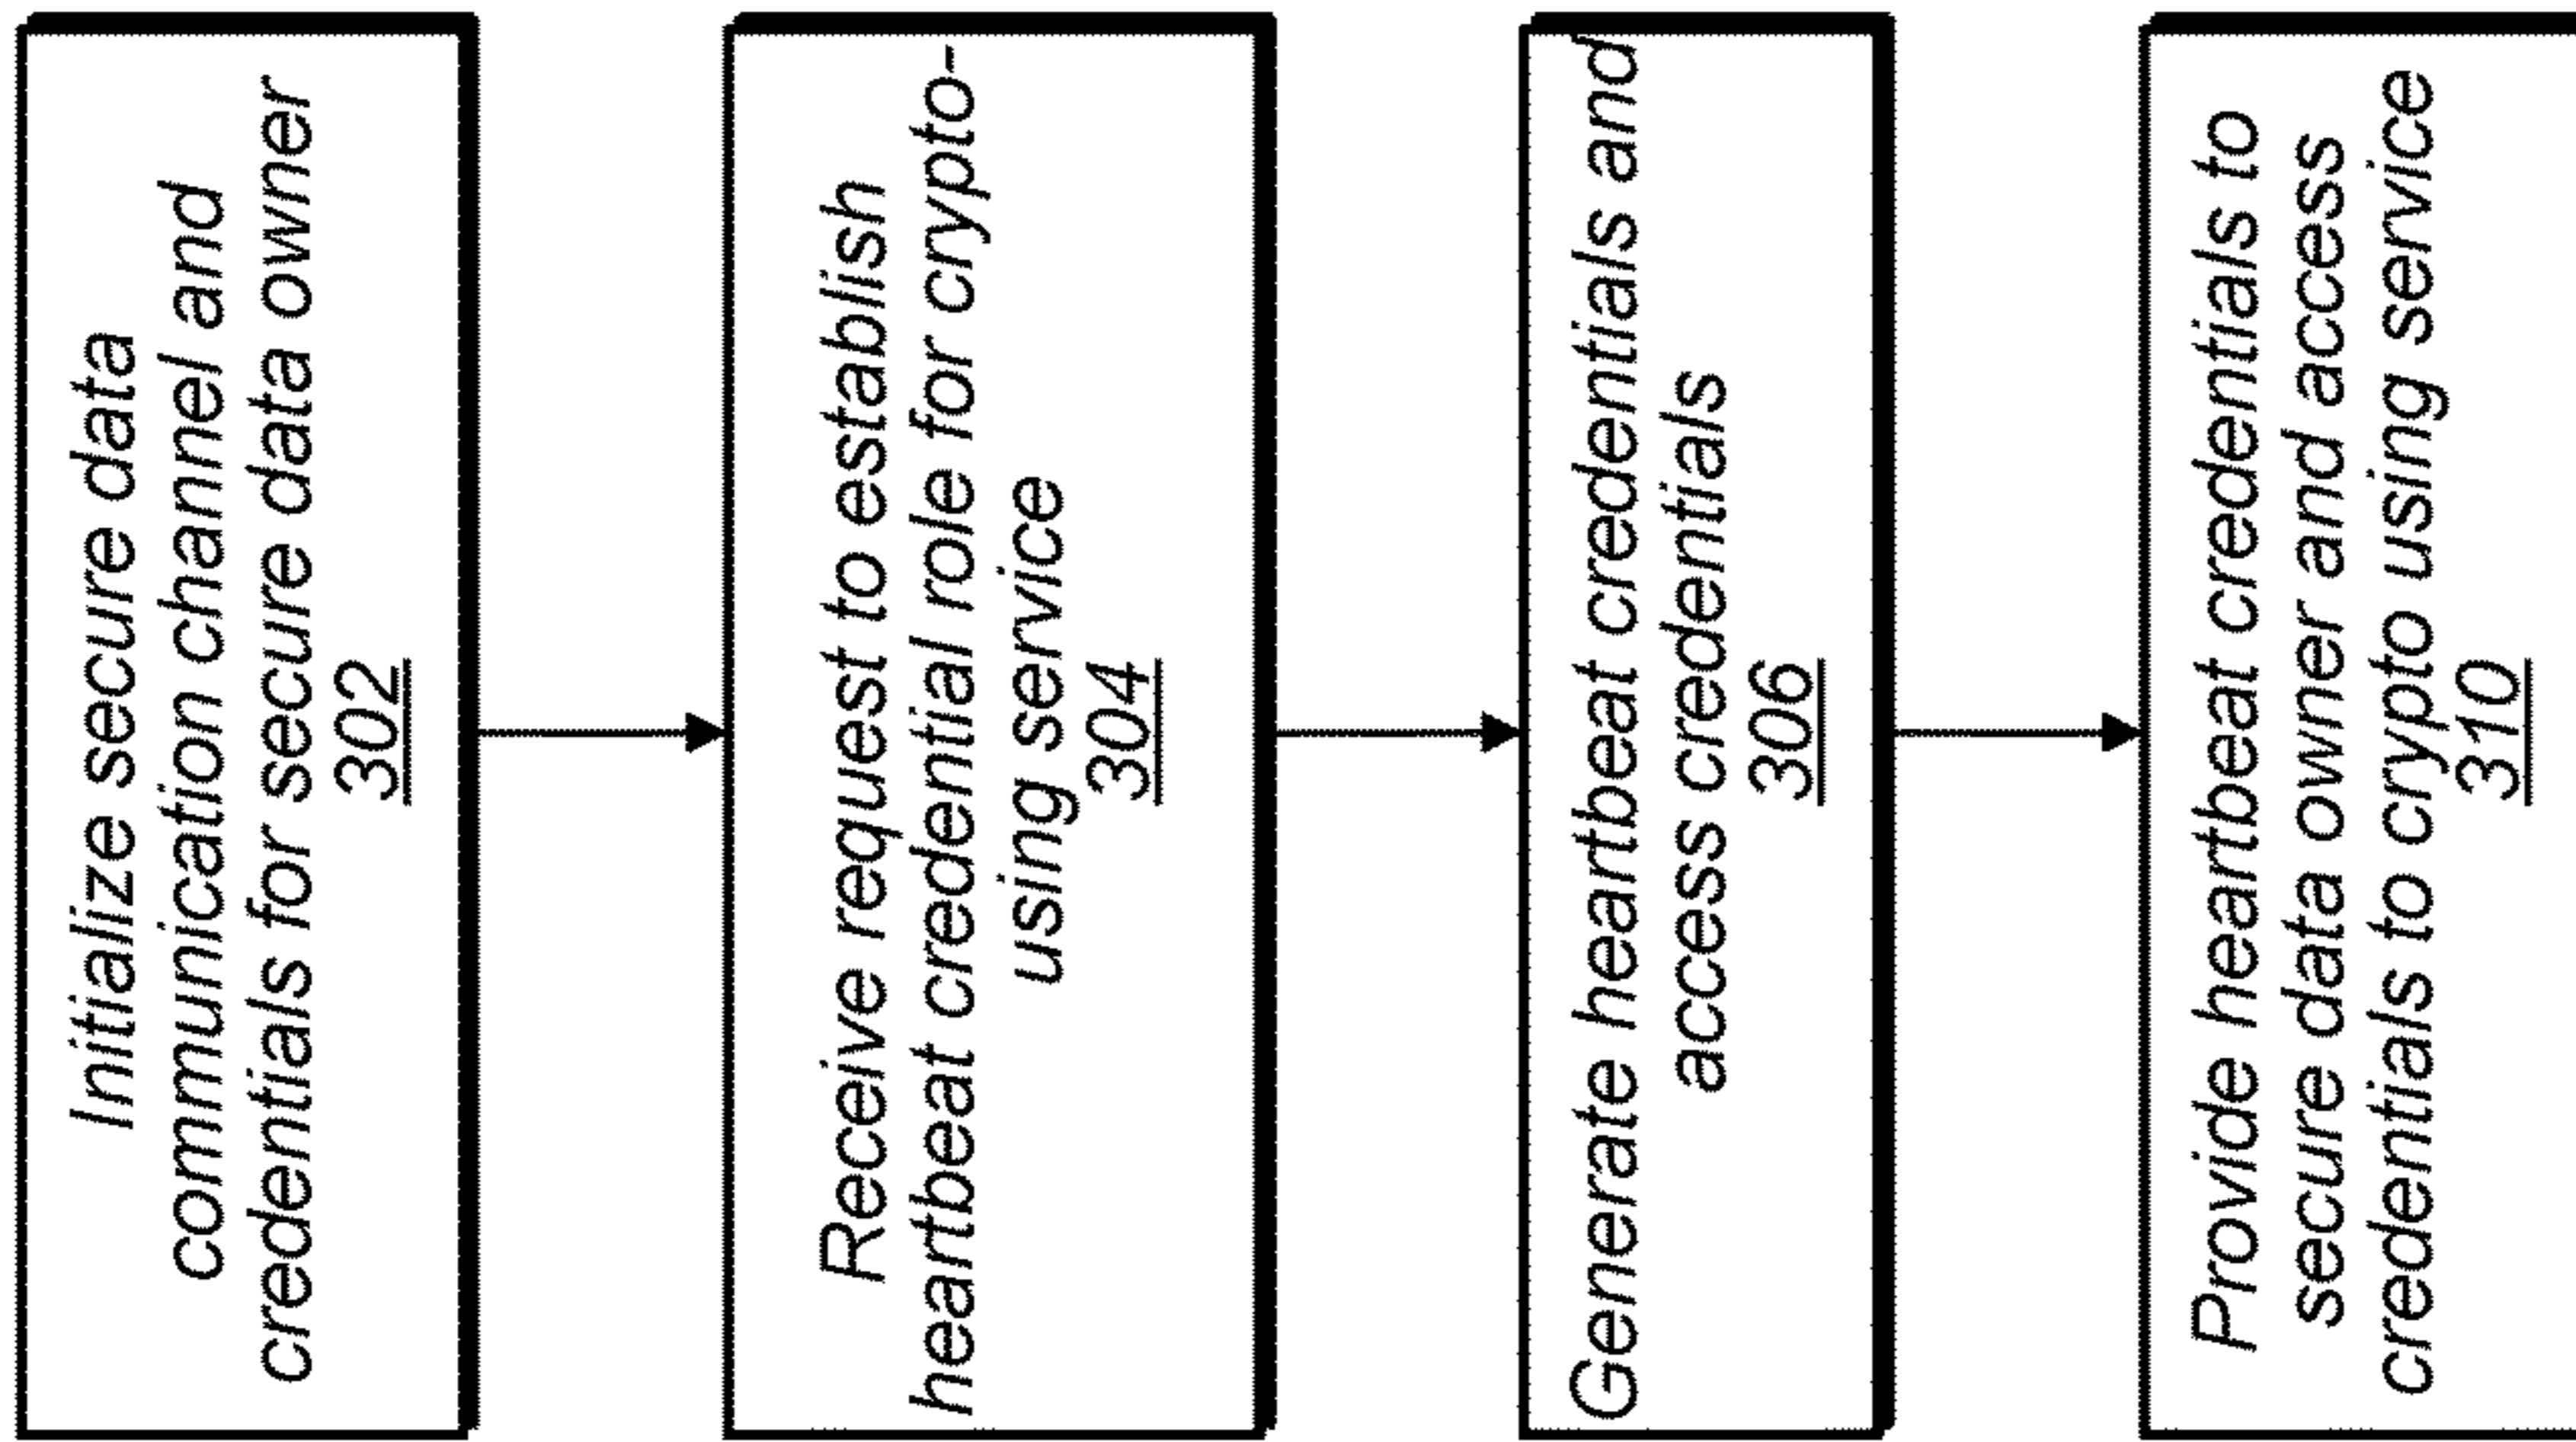 Initialize secure data
communication channel and
credentials for secure data owner
302
Receive request to establish
heartbeat credential role for crypto-
using service
304
Generate heartbeat credentials and
access credentials
306
Provide heartbeat credentials to
secure data owner and access
credentials to crypto using service
310